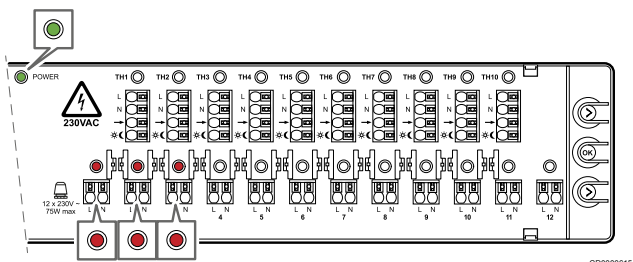 POWER
TH1 TH2 TH3 TH4 TH5 TH6 TH7 TH8 TH9 TH10
L
N
230VAC
OK
12 x 230V ~
75W max
L N L N L N L N L N L N L N L N L N L N L N L N
4 5 6 7 8 9 10 11 12